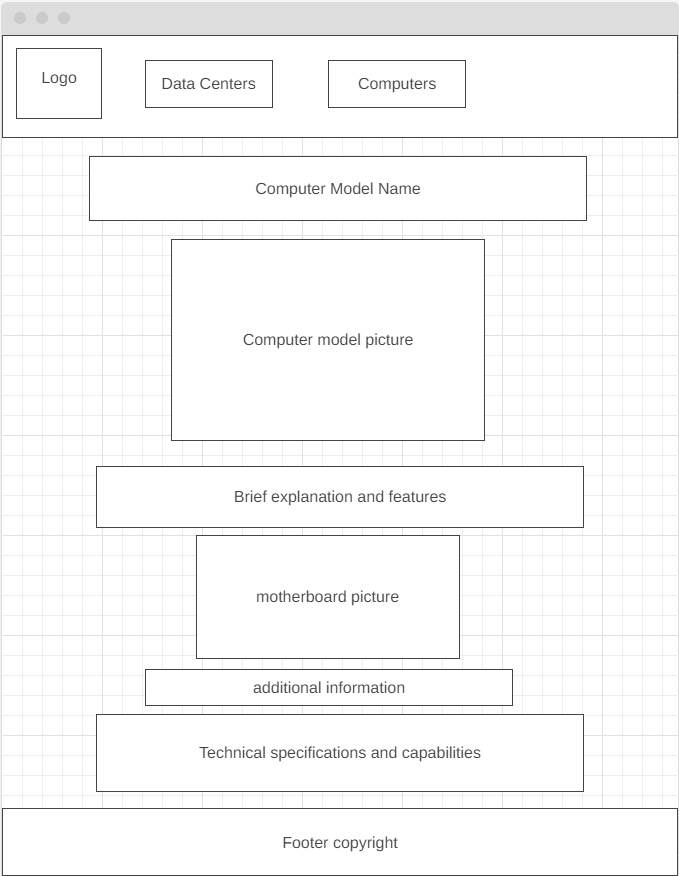 Logo
Data Centers
Computers
Computer Model Name
Computer model picture
Brief explanation and features
motherboard picture
additional information
Technical specifications and capabilities
Footer copyright